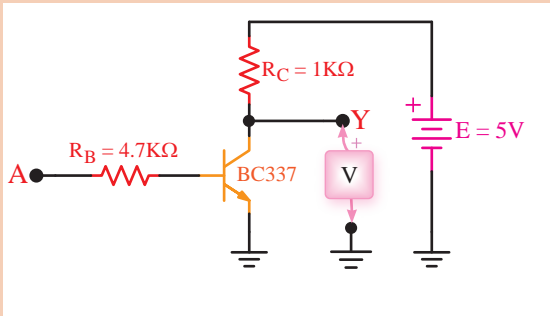 R_C = 1KΩ
Y
+
E = 5V
R_B = 4.7KΩ
+
A
BC337
V